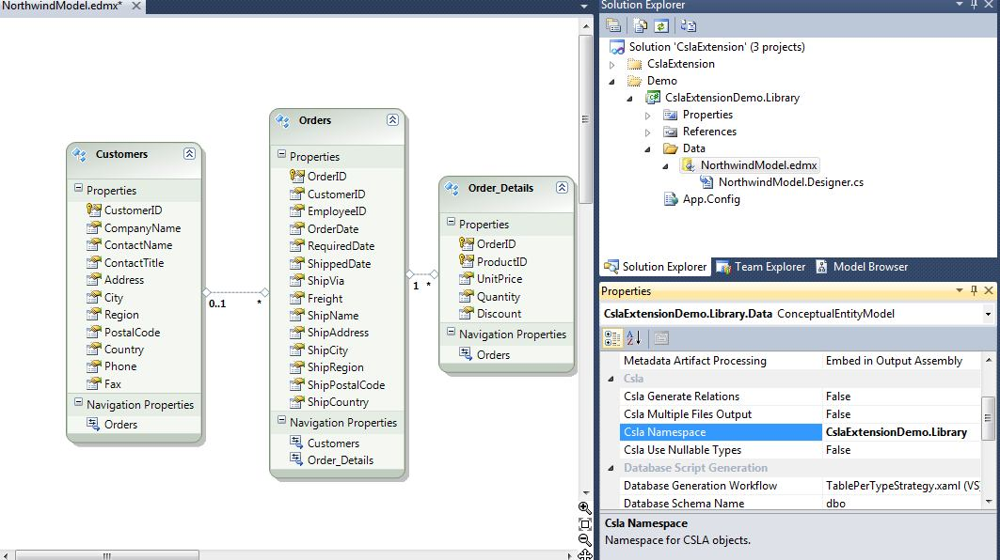 NorthwindModel.edmx*
Customers
Properties
CustomerID
CompanyName
ContactName
ContactTitle
Address
City
Region
PostalCode
Country
Phone
Fax
Navigation Properties
Orders
0..1
*
Orders
Properties
OrderID
CustomerID
EmployeeID
OrderDate
RequiredDate
ShippedDate
ShipVia
Freight
ShipName
ShipAddress
ShipCity
ShipRegion
ShipPostalCode
ShipCountry
Navigation Properties
Customers
Order_Details
1
*
Order_Details
Properties
OrderID
ProductID
UnitPrice
Quantity
Discount
Navigation Properties
Orders
Solution Explorer
Solution 'CslaExtension' (3 projects)
CslaExtension
Demo
CslaExtensionDemo.Library
Properties
References
Data
NorthwindModel.edmx
NorthwindModel.Designer.cs
App.Config
Solution Explorer Team Explorer Model Browser
Properties
CslaExtensionDemo.Library.Data ConceptualEntityModel
Metadata Artifact Processing Embed in Output Assembly
Csla
Csla Generate Relations False
Csla Multiple Files Output False
Csla Namespace CslaExtensionDemo.Library
Csla Use Nullable Types False
Database Script Generation
Database Generation Workflow TablePerTypeStrategy.xaml (VS
Database Schema Name dbo
Csla Namespace
Namespace for CSLA objects.